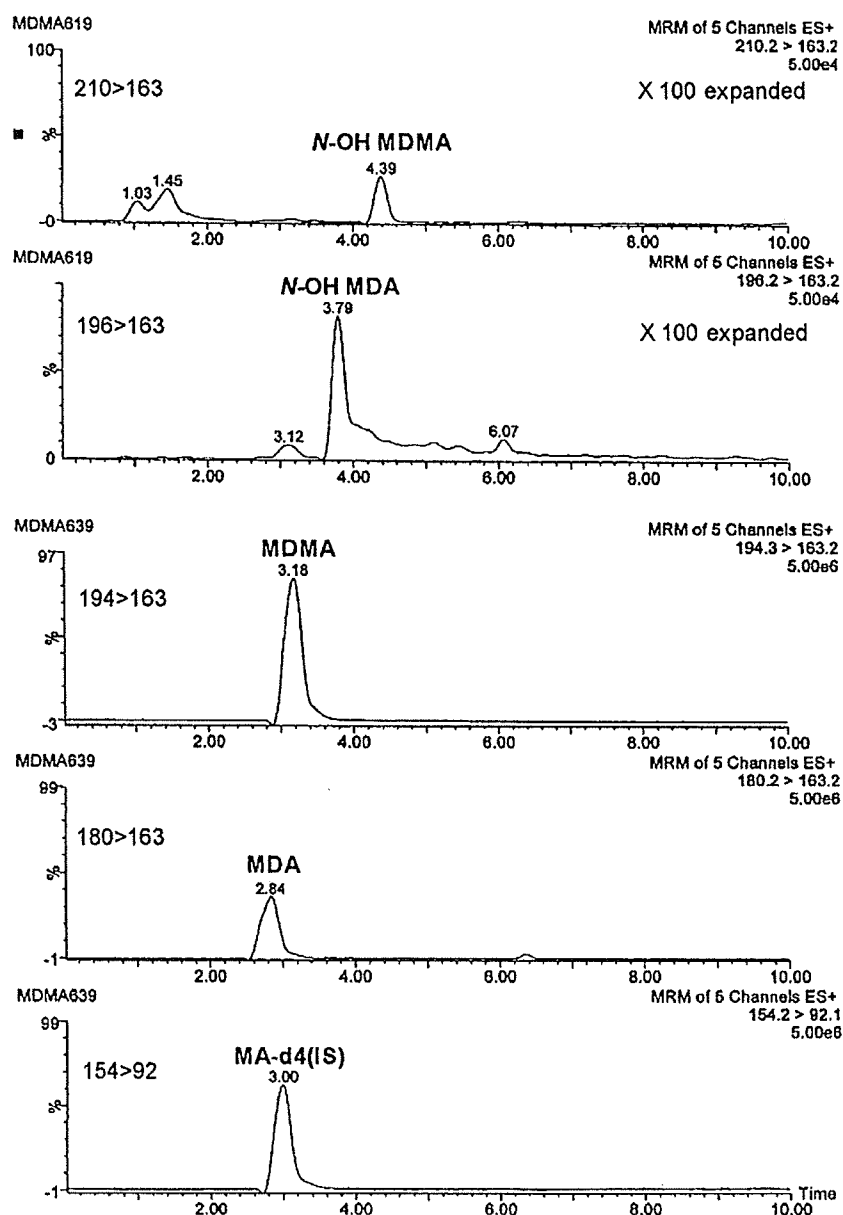 MDMA619
MRM of 5 Channels ES+
210.2 > 163.2
5.00e4
100
210>163
X 100 expanded
%
N-OH MDMA
4.39
1.03
1.45
-0
2.00 4.00 6.00 8.00 10.00
MDMA619
MRM of 5 Channels ES+
196.2 > 163.2
5.00e4
N-OH MDA
3.79
196>163
X 100 expanded
%
3.12
6.07
0
2.00 4.00 6.00 8.00 10.00
MDMA639
MRM of 5 Channels ES+
194.3 > 163.2
5.00e6
97
MDMA
3.18
194>163
%
-3
2.00 4.00 6.00 8.00 10.00
MDMA639
MRM of 5 Channels ES+
180.2 > 163.2
5.00e6
99
180>163
MDA
2.84
%
-1
2.00 4.00 6.00 8.00 10.00
MDMA639
MRM of 5 Channels ES+
154.2 > 92.1
5.00e6
99
154>92
MA-d4(IS)
3.00
%
-1
Time
2.00 4.00 6.00 8.00 10.00